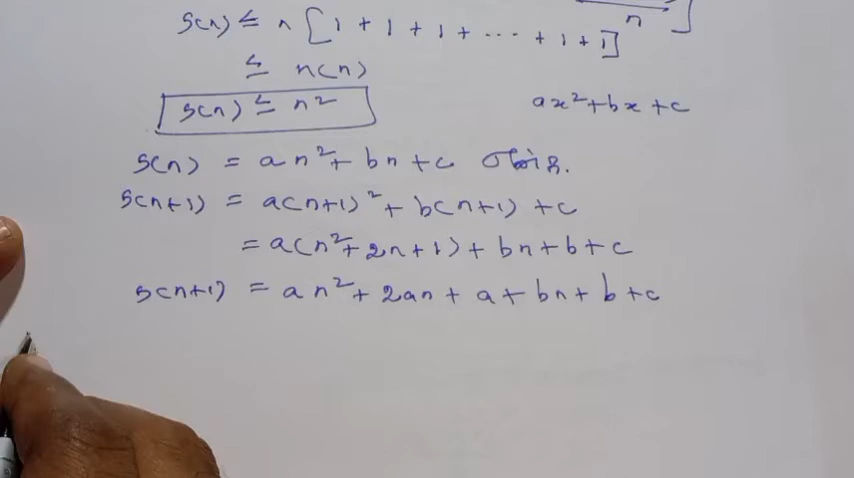 n
S(n) ≤ n [1 + 1 + 1 + ... + 1 + 1]
≤ n(n)
S(n) ≤ n²
ax² + bx + c
S(n) = an² + bn + c
S(n+1) = a(n+1)² + b(n+1) + c
= a(n² + 2n + 1) + bn + b + c
S(n+1) = an² + 2an + a + bn + b + c